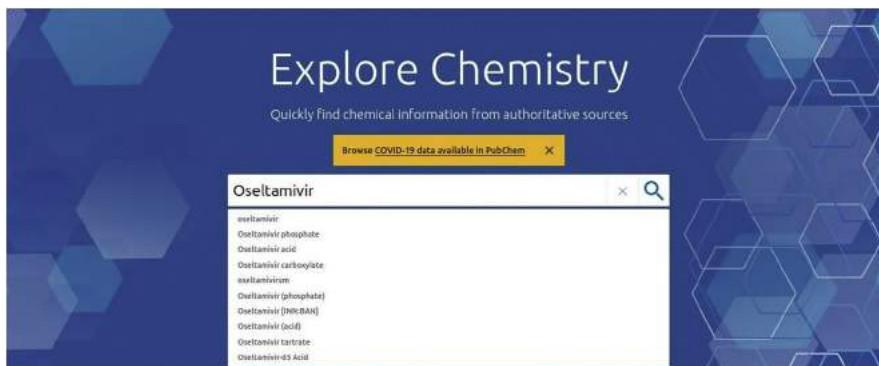 Explore Chemistry
Quickly find chemical information from authoritative sources
Browse COVID-19 data available in PubChem ×
Oseltamivir ×
oseltamivir
Oseltamivir phosphate
Oseltamivir acid
Oseltamivir carboxylate
oseltamivirum
Oseltamivir (phosphate)
Oseltamivir [INN:BAN]
Oseltamivir (acid)
Oseltamivir tartrate
Oseltamivir-d3 Acid